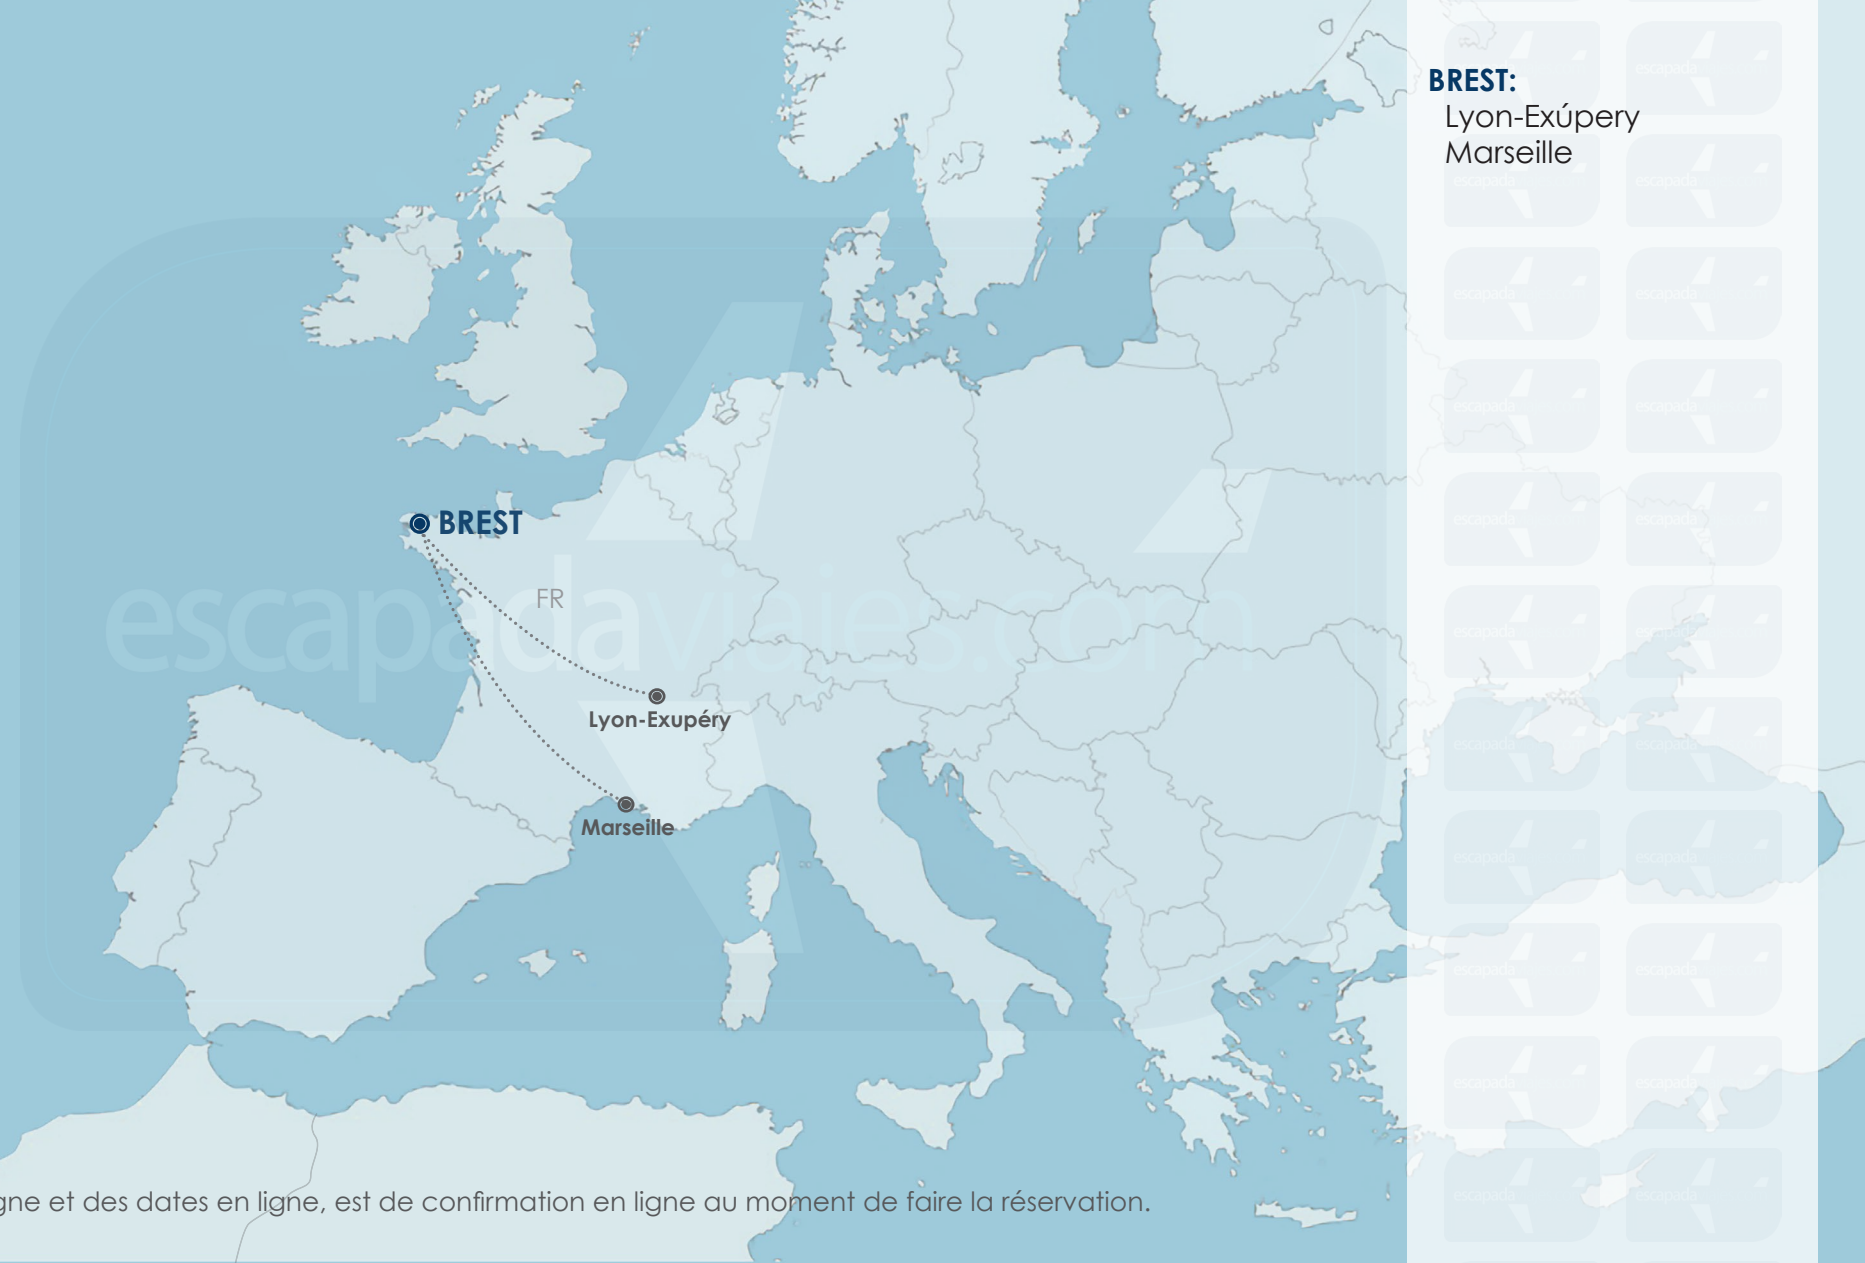 BREST:
Lyon-Exúpery
Marseille
BREST
FR
escapadaviajes.com
Lyon-Exupéry
Marseille
gne et des dates en ligne, est de confirmation en ligne au moment de faire la réservation.